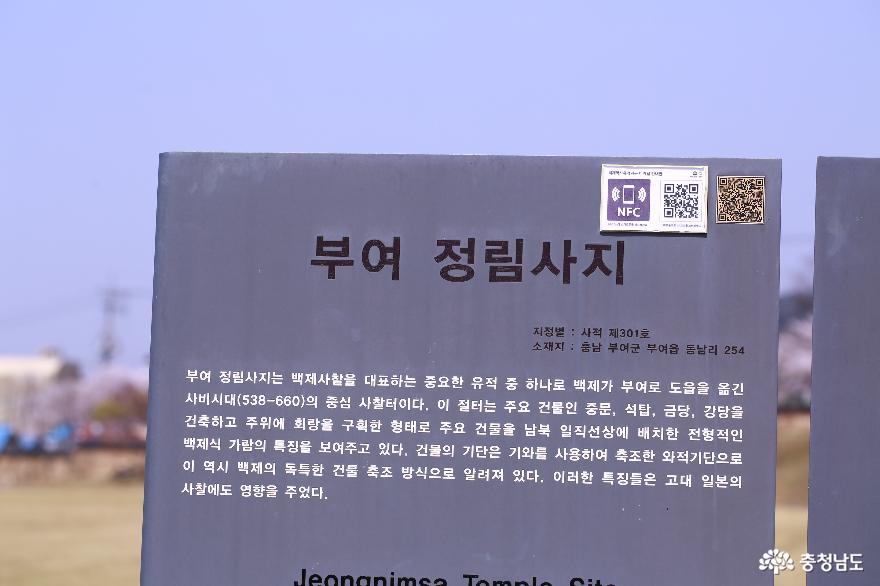 NFC
부여 정림사지
지정별 : 사적 제301호
소재지 : 충남 부여군 부여읍 동남리 254
부여 정림사지는 백제사찰을 대표하는 중요한 유적 중 하나로 백제가 부여로 도읍을 옮긴
사비시대(538-660)의 중심 사찰터이다. 이 절터는 주요 건물인 중문, 석탑, 금당, 강당을
건축하고 주위에 회랑을 구획한 형태로 주요 건물을 남북 일직선상에 배치한 전형적인
백제식 가람의 특징을 보여주고 있다. 건물의 기단은 기와를 사용하여 축조한 와적기단으로
이 역시 백제의 독특한 건물 축조 방식으로 알려져 있다. 이러한 특징들은 고대 일본의
사찰에도 영향을 주었다.
Jeongnimsa Temple Site
충청남도